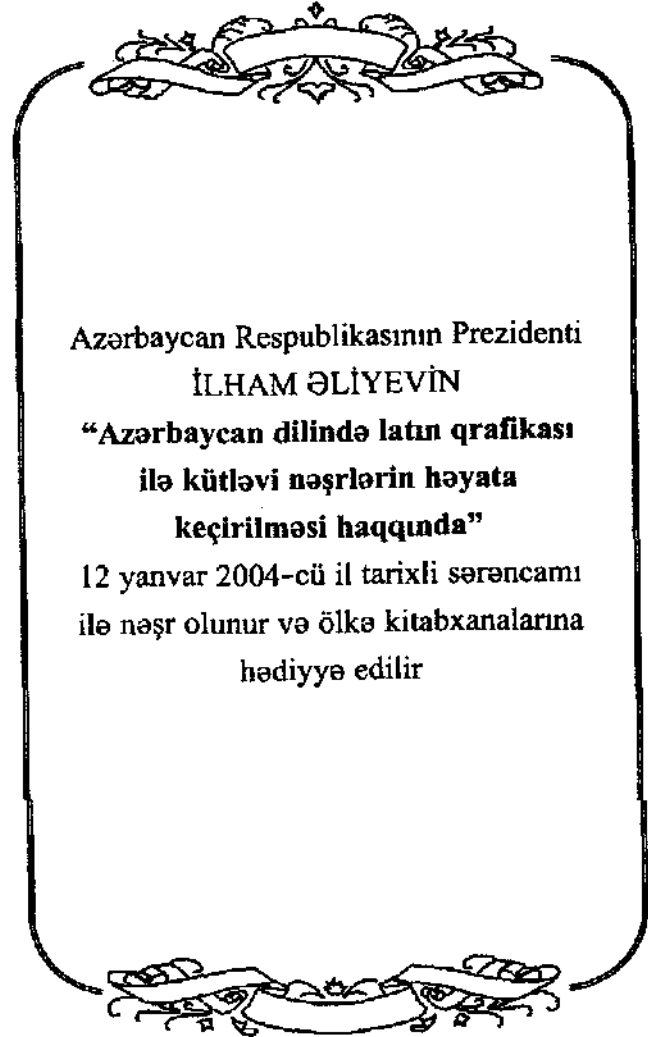 Azərbaycan Respublikasının Prezidenti
İLHAM ƏLİYEVİN
“Azərbaycan dilində latın qrafikası
ilə kütləvi nəşrlərin həyata
keçirilməsi haqqında”
12 yanvar 2004-cü il tarixli sərəncamı
ilə nəşr olunur və ölkə kitabxanalarına
hədiyyə edilir